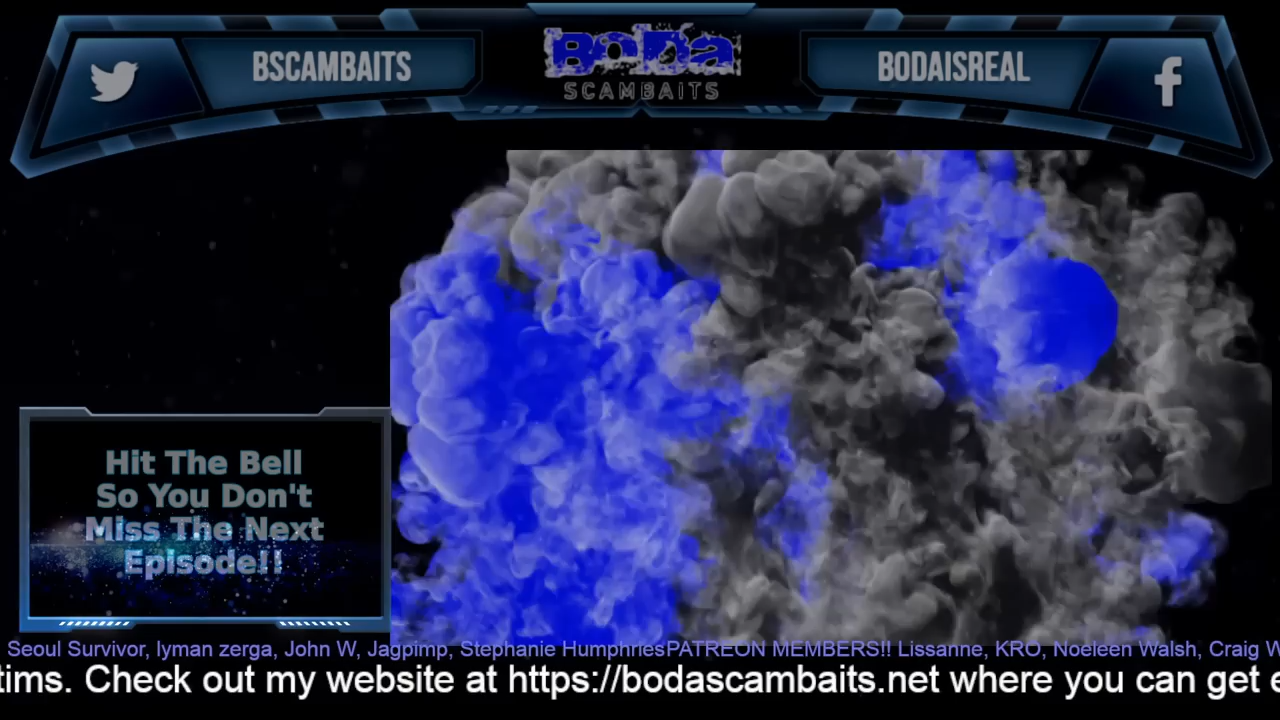 BSCAMBAITS
BoDa
SCAMBAITS
BODAISREAL
Hit The Bell
So You Don't
Miss The Next
Episode!!
Seoul Survivor, lyman zerga, John W, Jagpimp, Stephanie HumphriesPATREON MEMBERS!! Lissanne, KRO, Noeleen Walsh, Craig W
tims. Check out my website at https://bodascambaits.net where you can get e